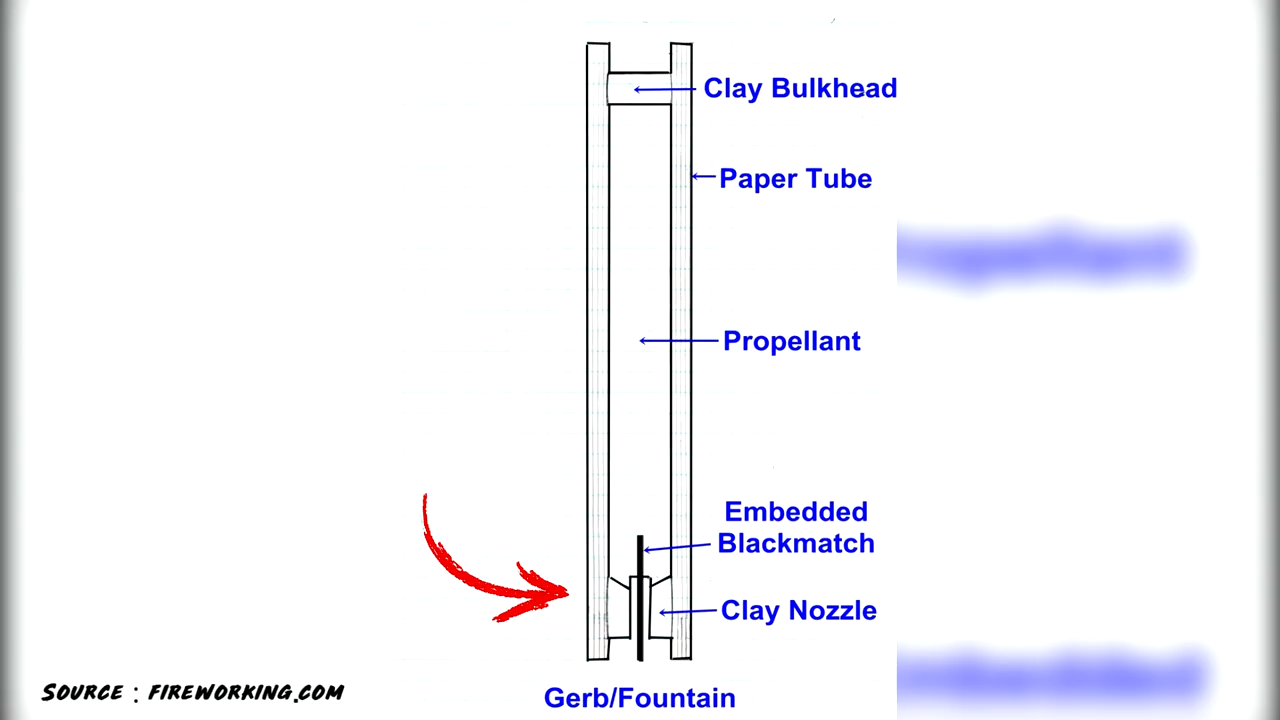 Clay Bulkhead
Paper Tube
Propellant
Embedded
Blackmatch
Clay Nozzle
Gerb/Fountain
SOURCE : FIREWORKING.COM